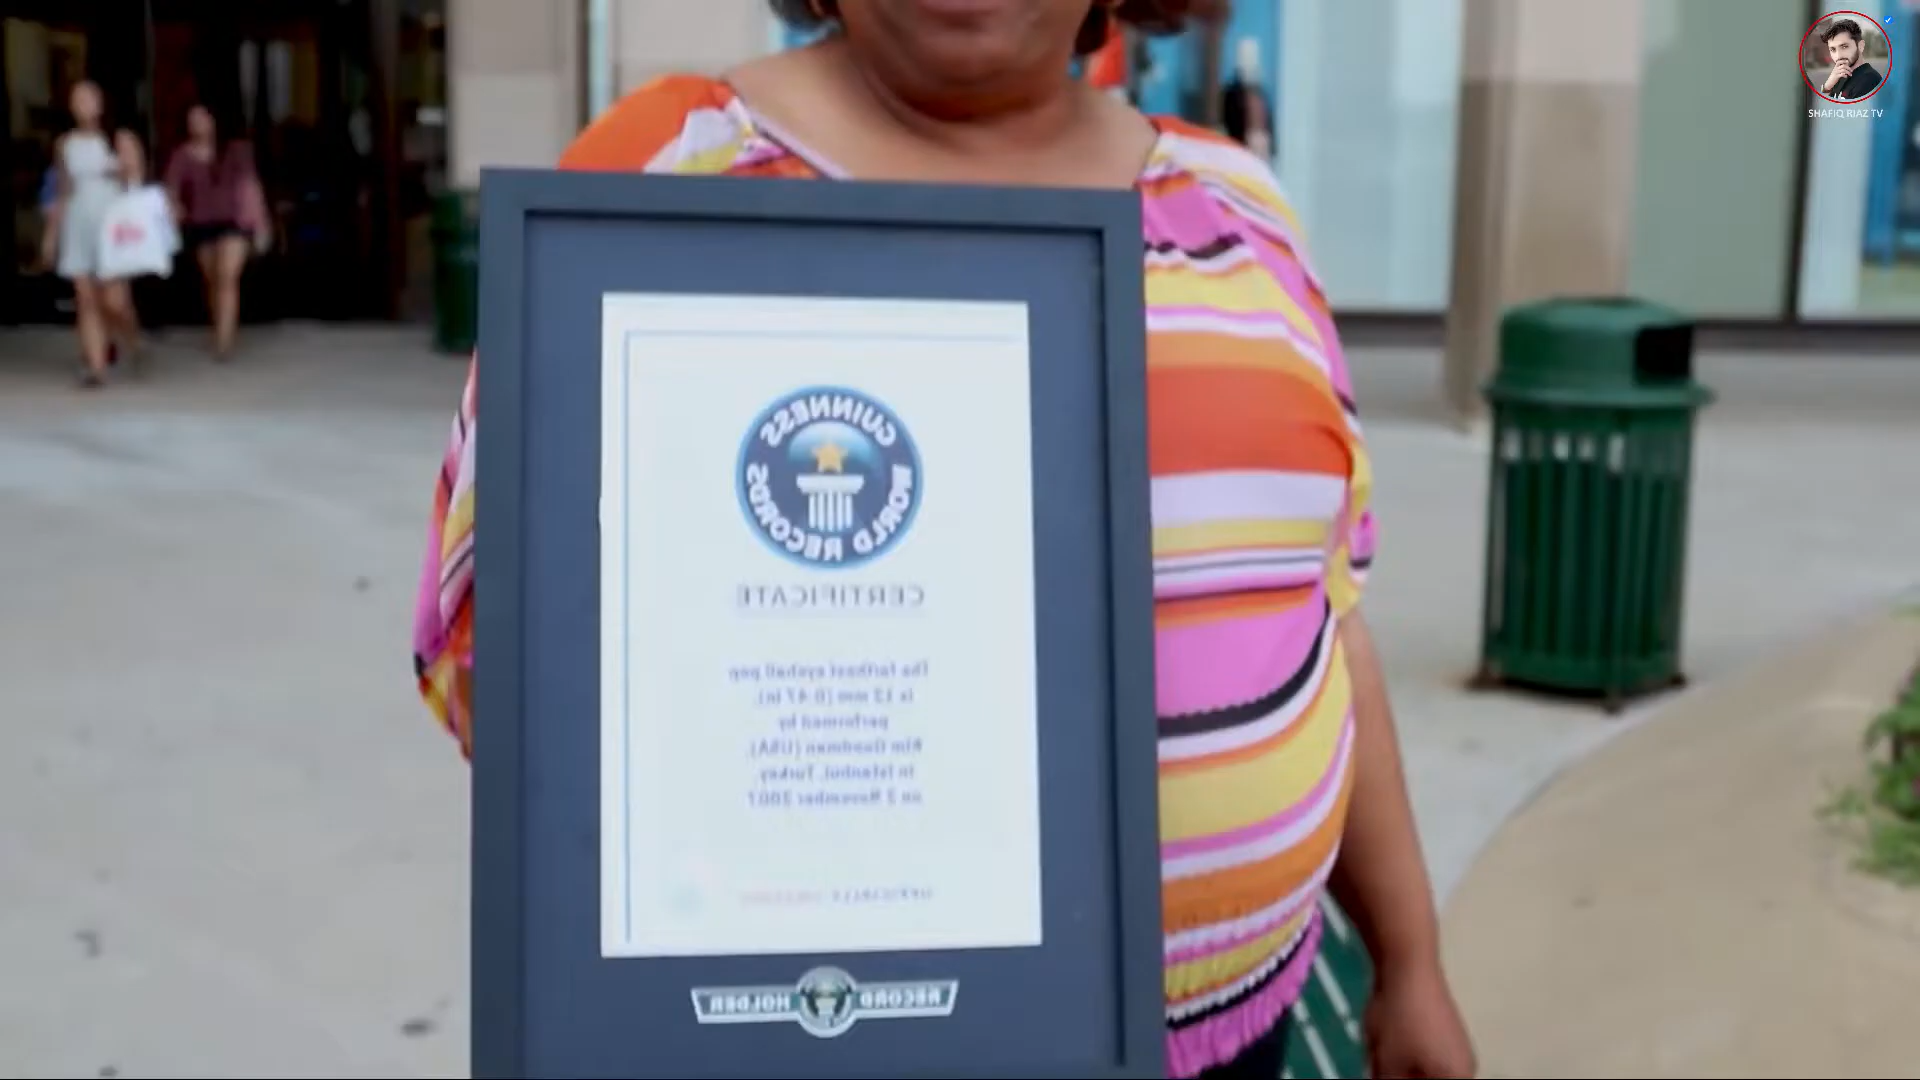 SHAFIQ RIAZ TV
GUINNESS
WORLD RECORDS
CERTIFICATE
The farthest eyeball pop
is 12 mm (0.47 in),
performed by
Kim Goodman (USA),
in Istanbul, Turkey,
on 2 November 2007
OFFICIALLY
RECORD HOLDER